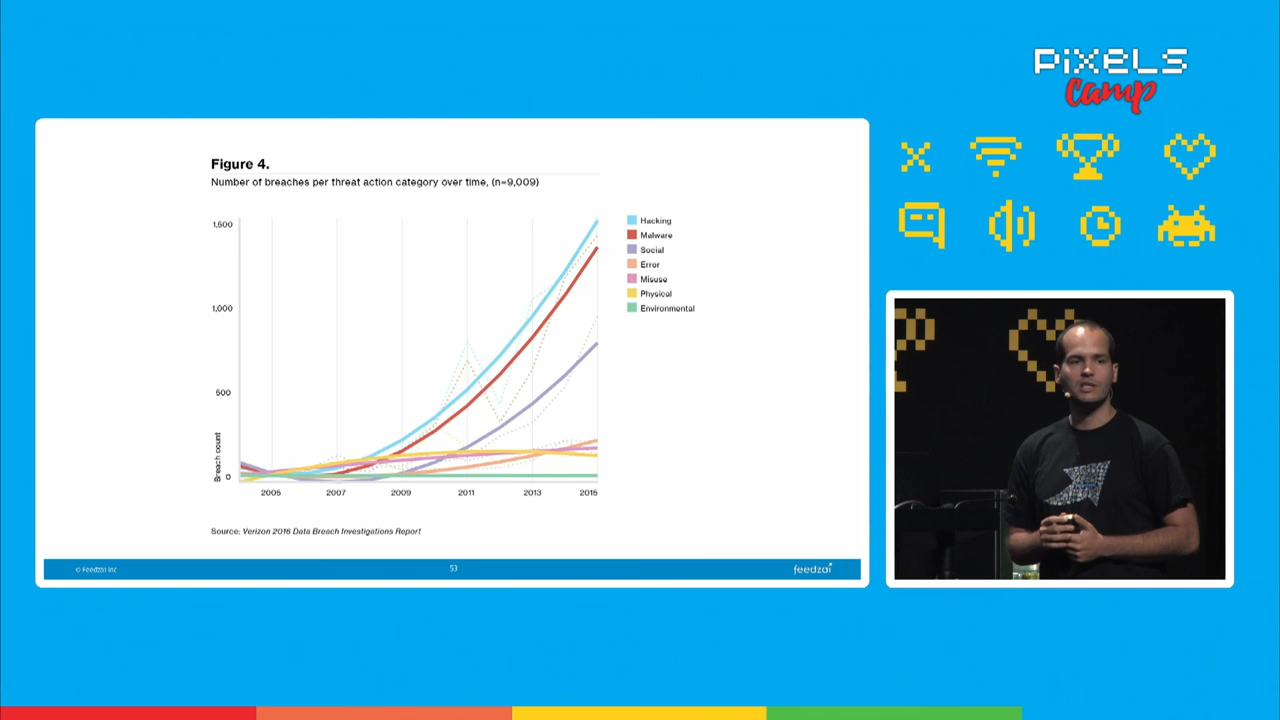 pixels
camp
Figure 4.
Number of breaches per threat action category over time, (n=9,009)
1,500
1,000
500
0
Breach count
2005
2007
2009
2011
2013
2015
Hacking
Malware
Social
Error
Misuse
Physical
Environmental
Source: Verizon 2016 Data Breach Investigations Report
© Feedzai Inc
53
feedzai